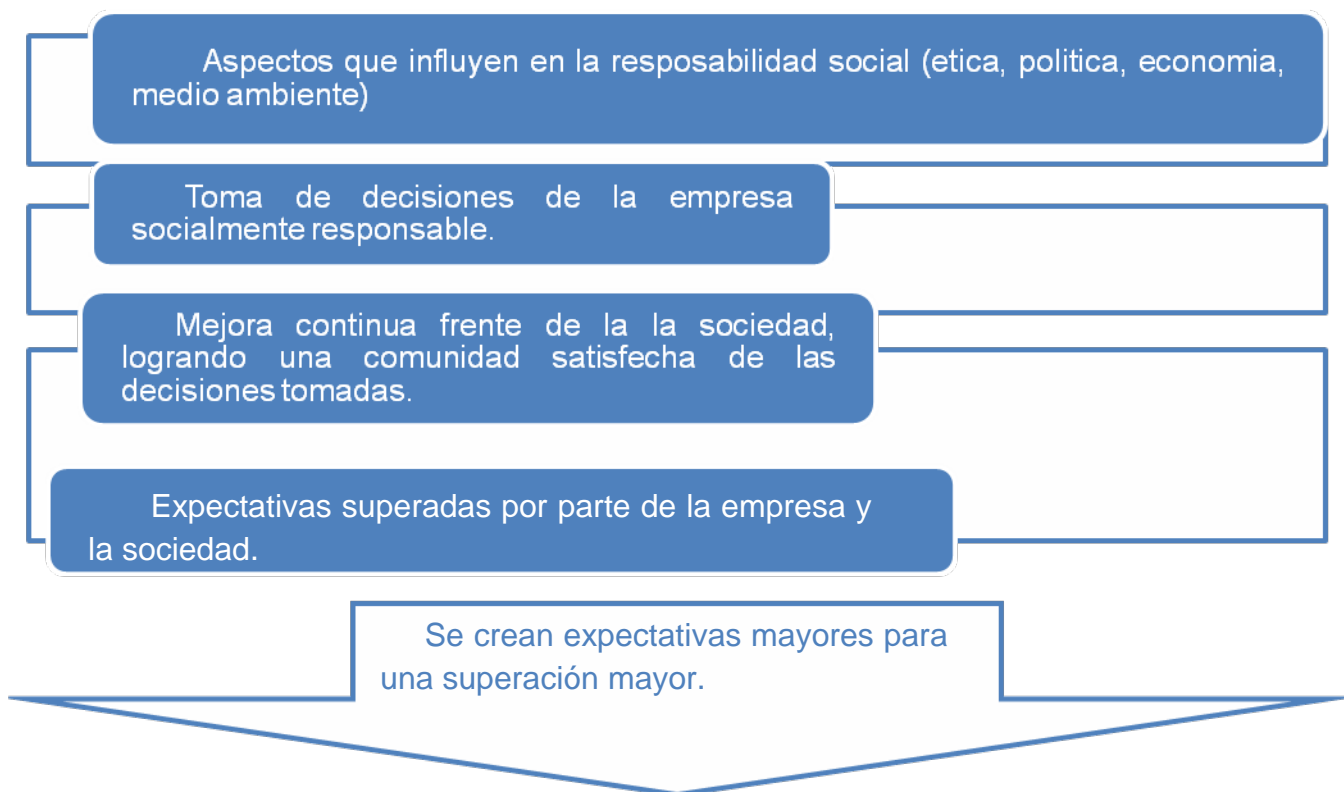 Aspectos que influyen en la resposabilidad social (etica, politica, economia,
medio ambiente)
Toma de decisiones de la empresa
socialmente responsable.
Mejora continua frente de la la sociedad,
logrando una comunidad satisfecha de las
decisiones tomadas.
Expectativas superadas por parte de la empresa y
la sociedad.
Se crean expectativas mayores para
una superación mayor.